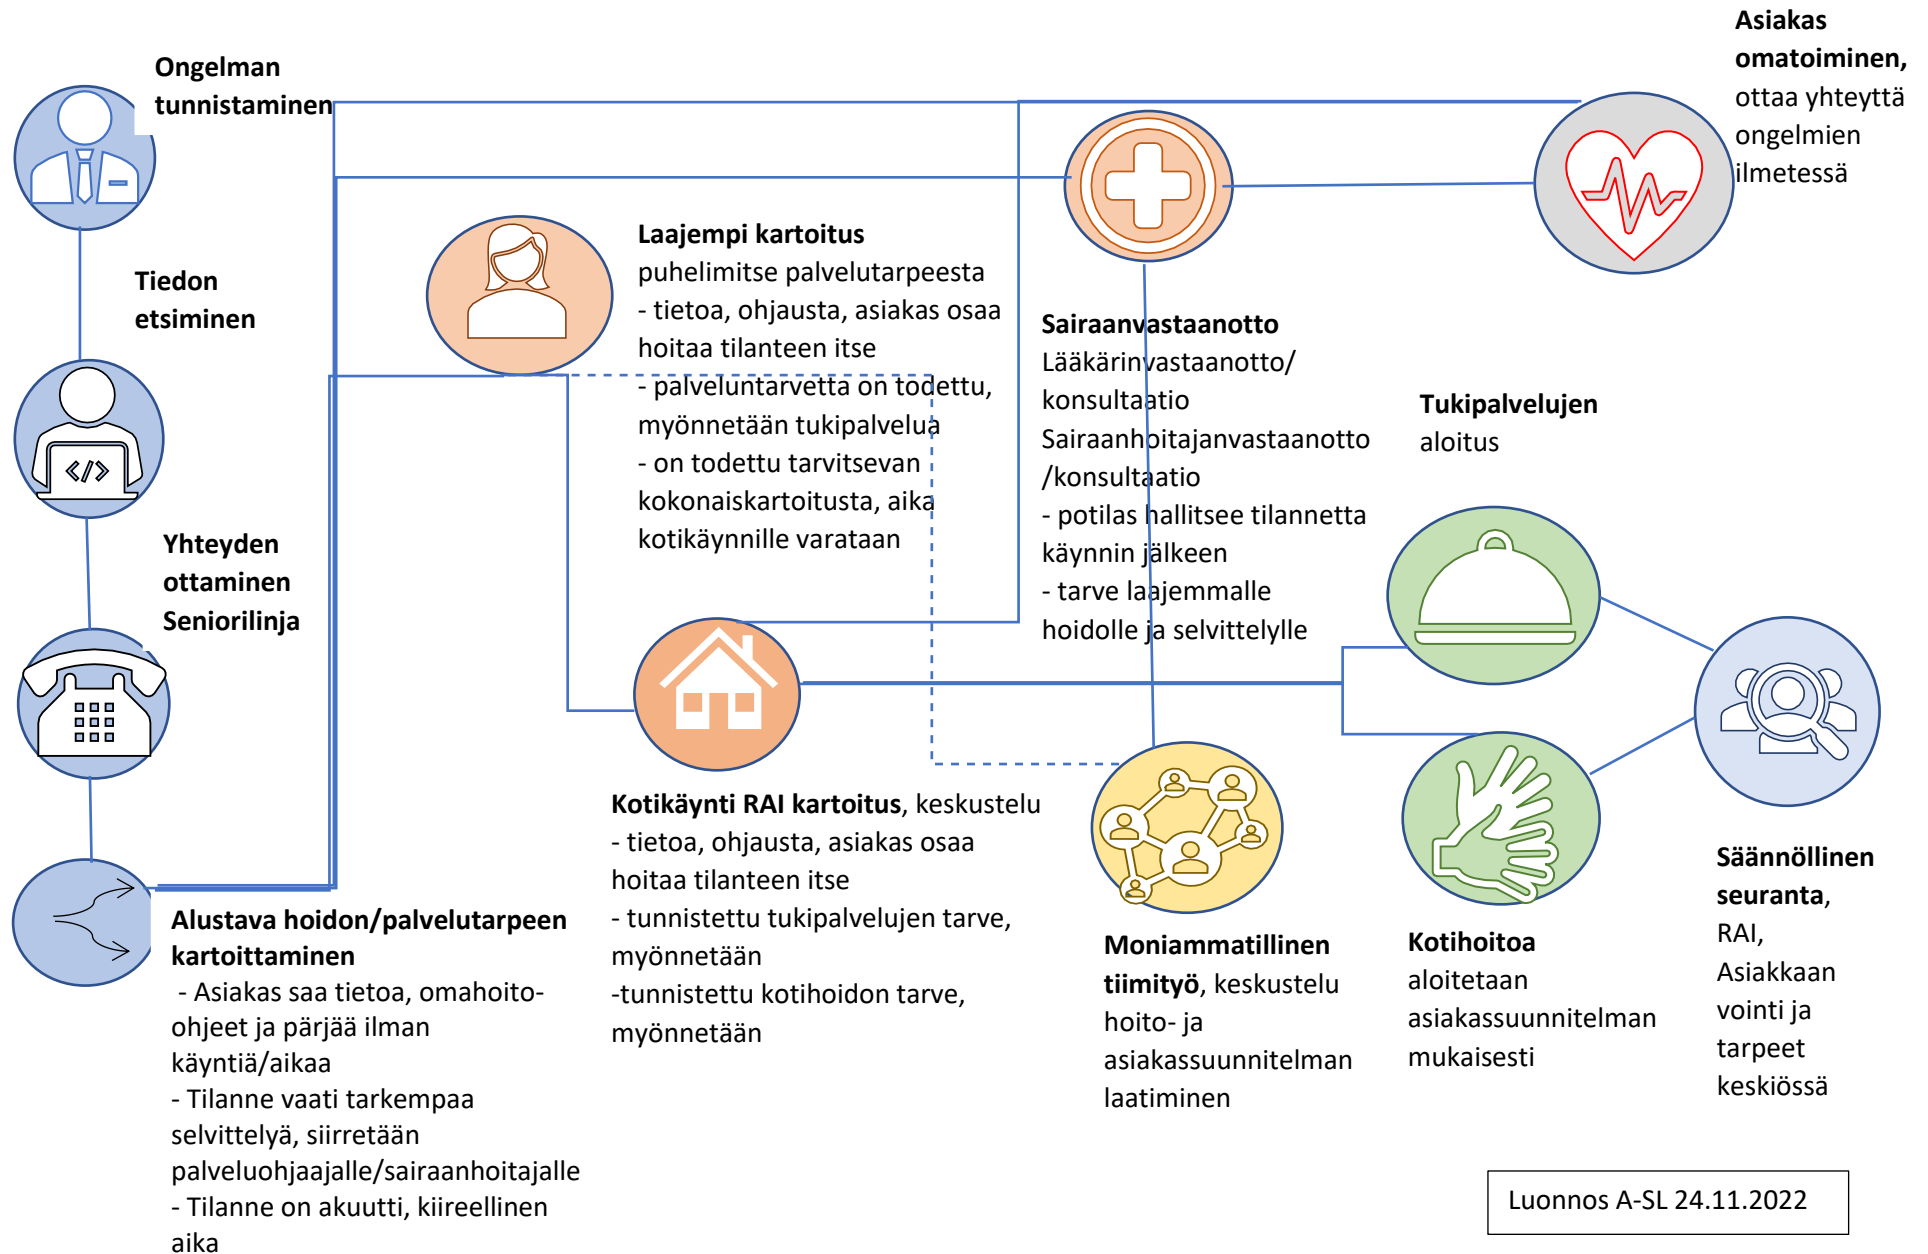 Ongelman
tunnistaminen
Tiedon
etsiminen
Yhteyden
ottaminen
Seniorilinja
Alustava hoidon/palvelutarpeen
kartoittaminen
- Asiakas saa tietoa, omahoito-
ohjeet ja pärjää ilman
käyntiä/aikaa
- Tilanne vaati tarkempaa
selvittelyä, siirretään
palveluohjaajalle/sairaanhoitajalle
- Tilanne on akuutti, kiireellinen
aika
Laajempi kartoitus
puhelimitse palvelutarpeesta
- tietoa, ohjausta, asiakas osaa
hoitaa tilanteen itse
- palveluntarvetta on todettu,
myönnetään tukipalvelua
- on todettu tarvitsevan
kokonaiskartoitusta, aika
kotikäynnille varataan
Kotikäynti RAI kartoitus, keskustelu
- tietoa, ohjausta, asiakas osaa
hoitaa tilanteen itse
- tunnistettu tukipalvelujen tarve,
myönnetään
-tunnistettu kotihoidon tarve,
myönnetään
Sairaanvastaanotto
Lääkärinvastaanotto/
konsultaatio
Sairaanhoitajanvastaanotto
/konsultaatio
- potilas hallitsee tilannetta
käynnin jälkeen
- tarve laajemmalle
hoidolle ja selvittelylle
Moniammatillinen
tiimityö, keskustelu
hoito- ja
asiakassuunnitelman
laatiminen
Asiakas
omatoiminen,
ottaa yhteyttä
ongelmien
ilmetessä
Tukipalvelujen
aloitus
Kotihoitoa
aloitetaan
asiakassuunnitelman
mukaisesti
Säännöllinen
seuranta,
RAI,
Asiakkaan
vointi ja
tarpeet
keskiössä
Luonnos A-SL 24.11.2022